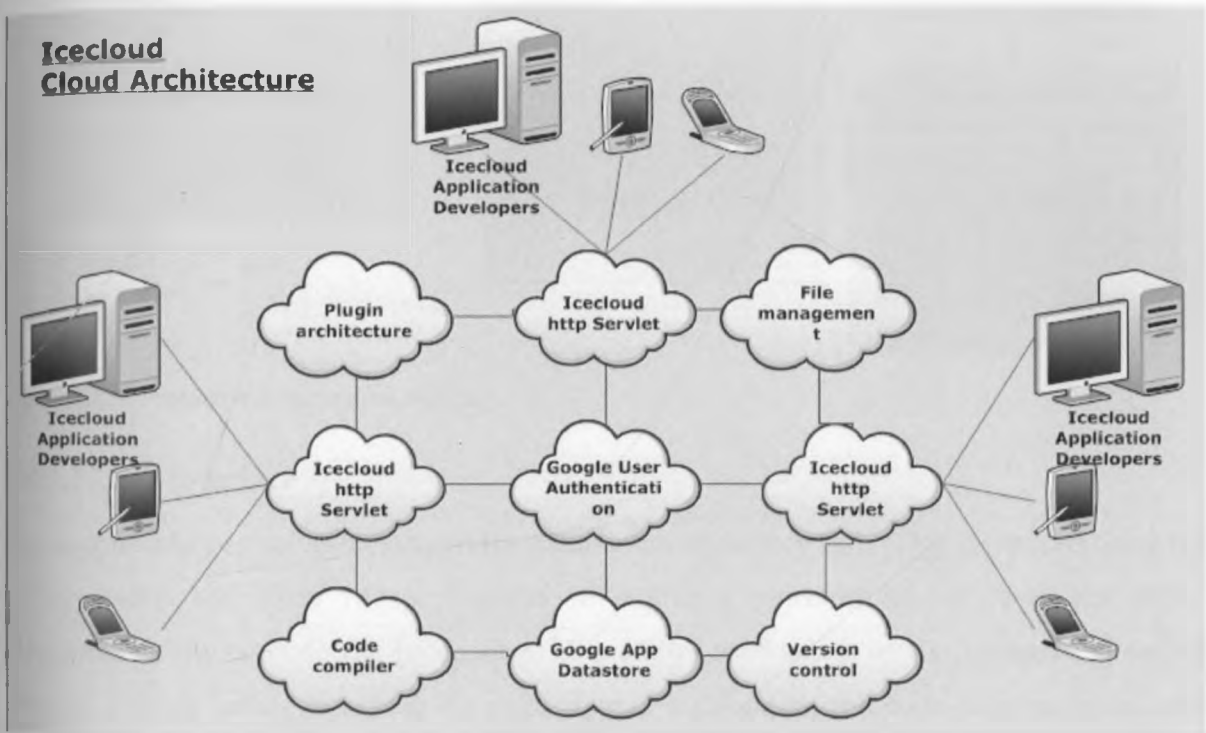 Icecloud
Cloud Architecture
Icecloud
Application
Developers
Plugin
architecture
Icecloud
http Servlet
File
managemen
t
Icecloud
Application
Developers
Icecloud
http
Servlet
Google User
Authenticati
on
Icecloud
http
Servlet
Icecloud
Application
Developers
Code
compiler
Google App
Datastore
Version
control